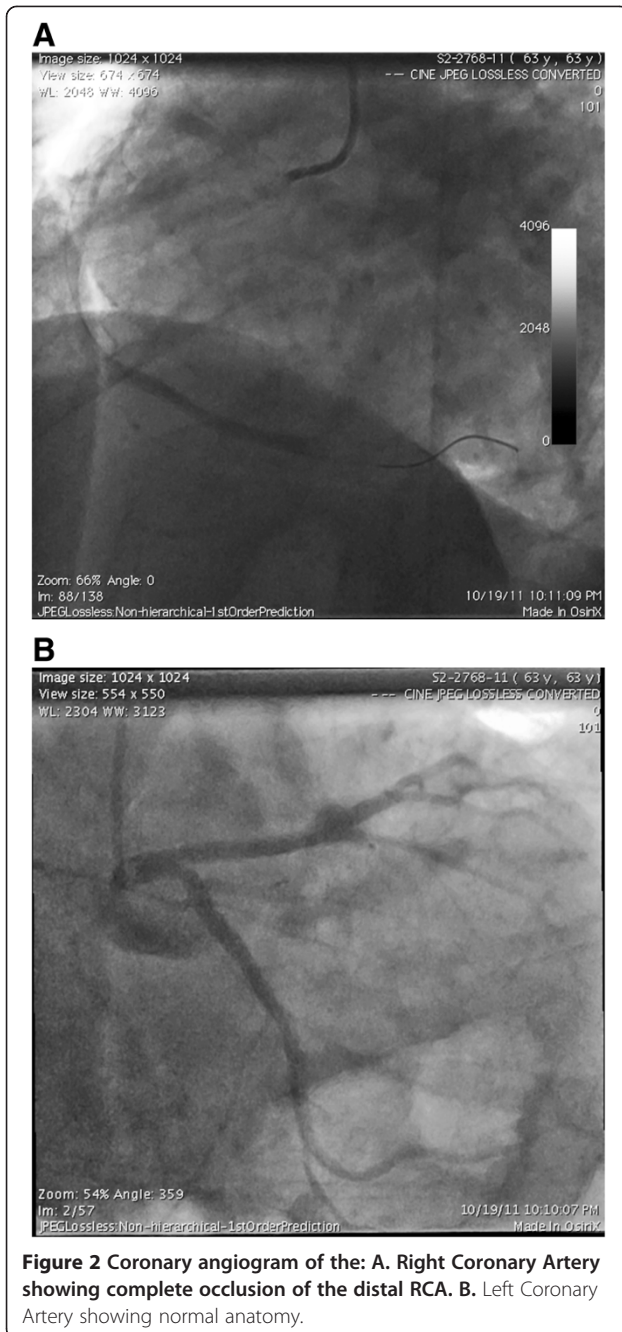 A
Image size: 1024 x 1024
View size: 674 x 674
WL: 2048 WW: 4096
S2-2768-11 ( 63 y, 63 y)
-- CINE JPEG LOSSLESS CONVERTED
0
101
4096
2048
0
Zoom: 66% Angle: 0
Im: 88/138
JPEGLossless:Non-hierarchical-1stOrderPrediction
10/19/11 10:11:09 PM
Made In OsiriX
B
Image size: 1024 x 1024
View size: 554 x 550
WL: 2304 WW: 3123
S2-2768-11 ( 63 y, 63 y)
--- CINE JPEG LOSSLESS CONVERTED
0
101
Zoom: 54% Angle: 359
Im: 2/57
JPEGLossless:Non-hierarchical-1stOrderPrediction
10/19/11 10:10:07 PM
Made In OsiriX
Figure 2 Coronary angiogram of the: A. Right Coronary Artery
showing complete occlusion of the distal RCA. B. Left Coronary
Artery showing normal anatomy.